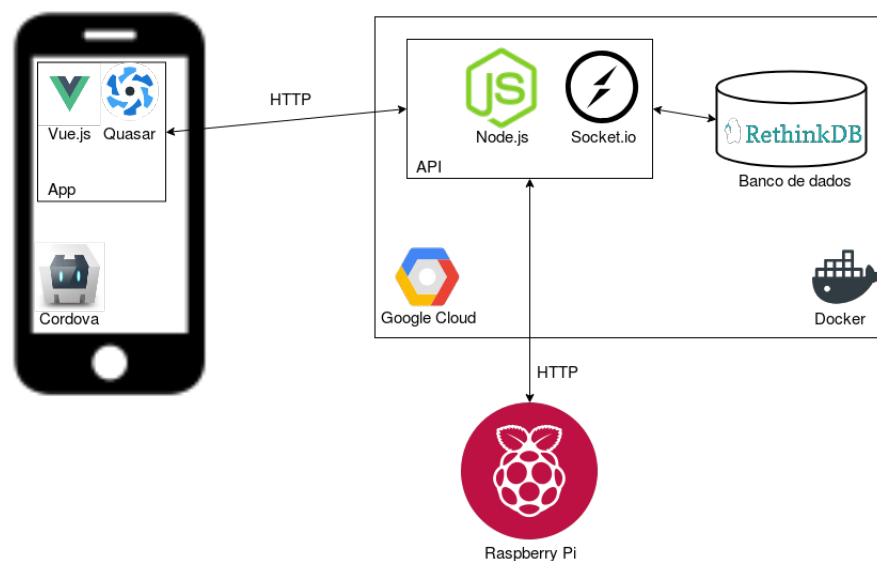 Vue.js
Quasar
App
Cordova
HTTP
JS
Node.js
Socket.io
API
RethinkDB
Banco de dados
Google Cloud
Docker
HTTP
Raspberry Pi